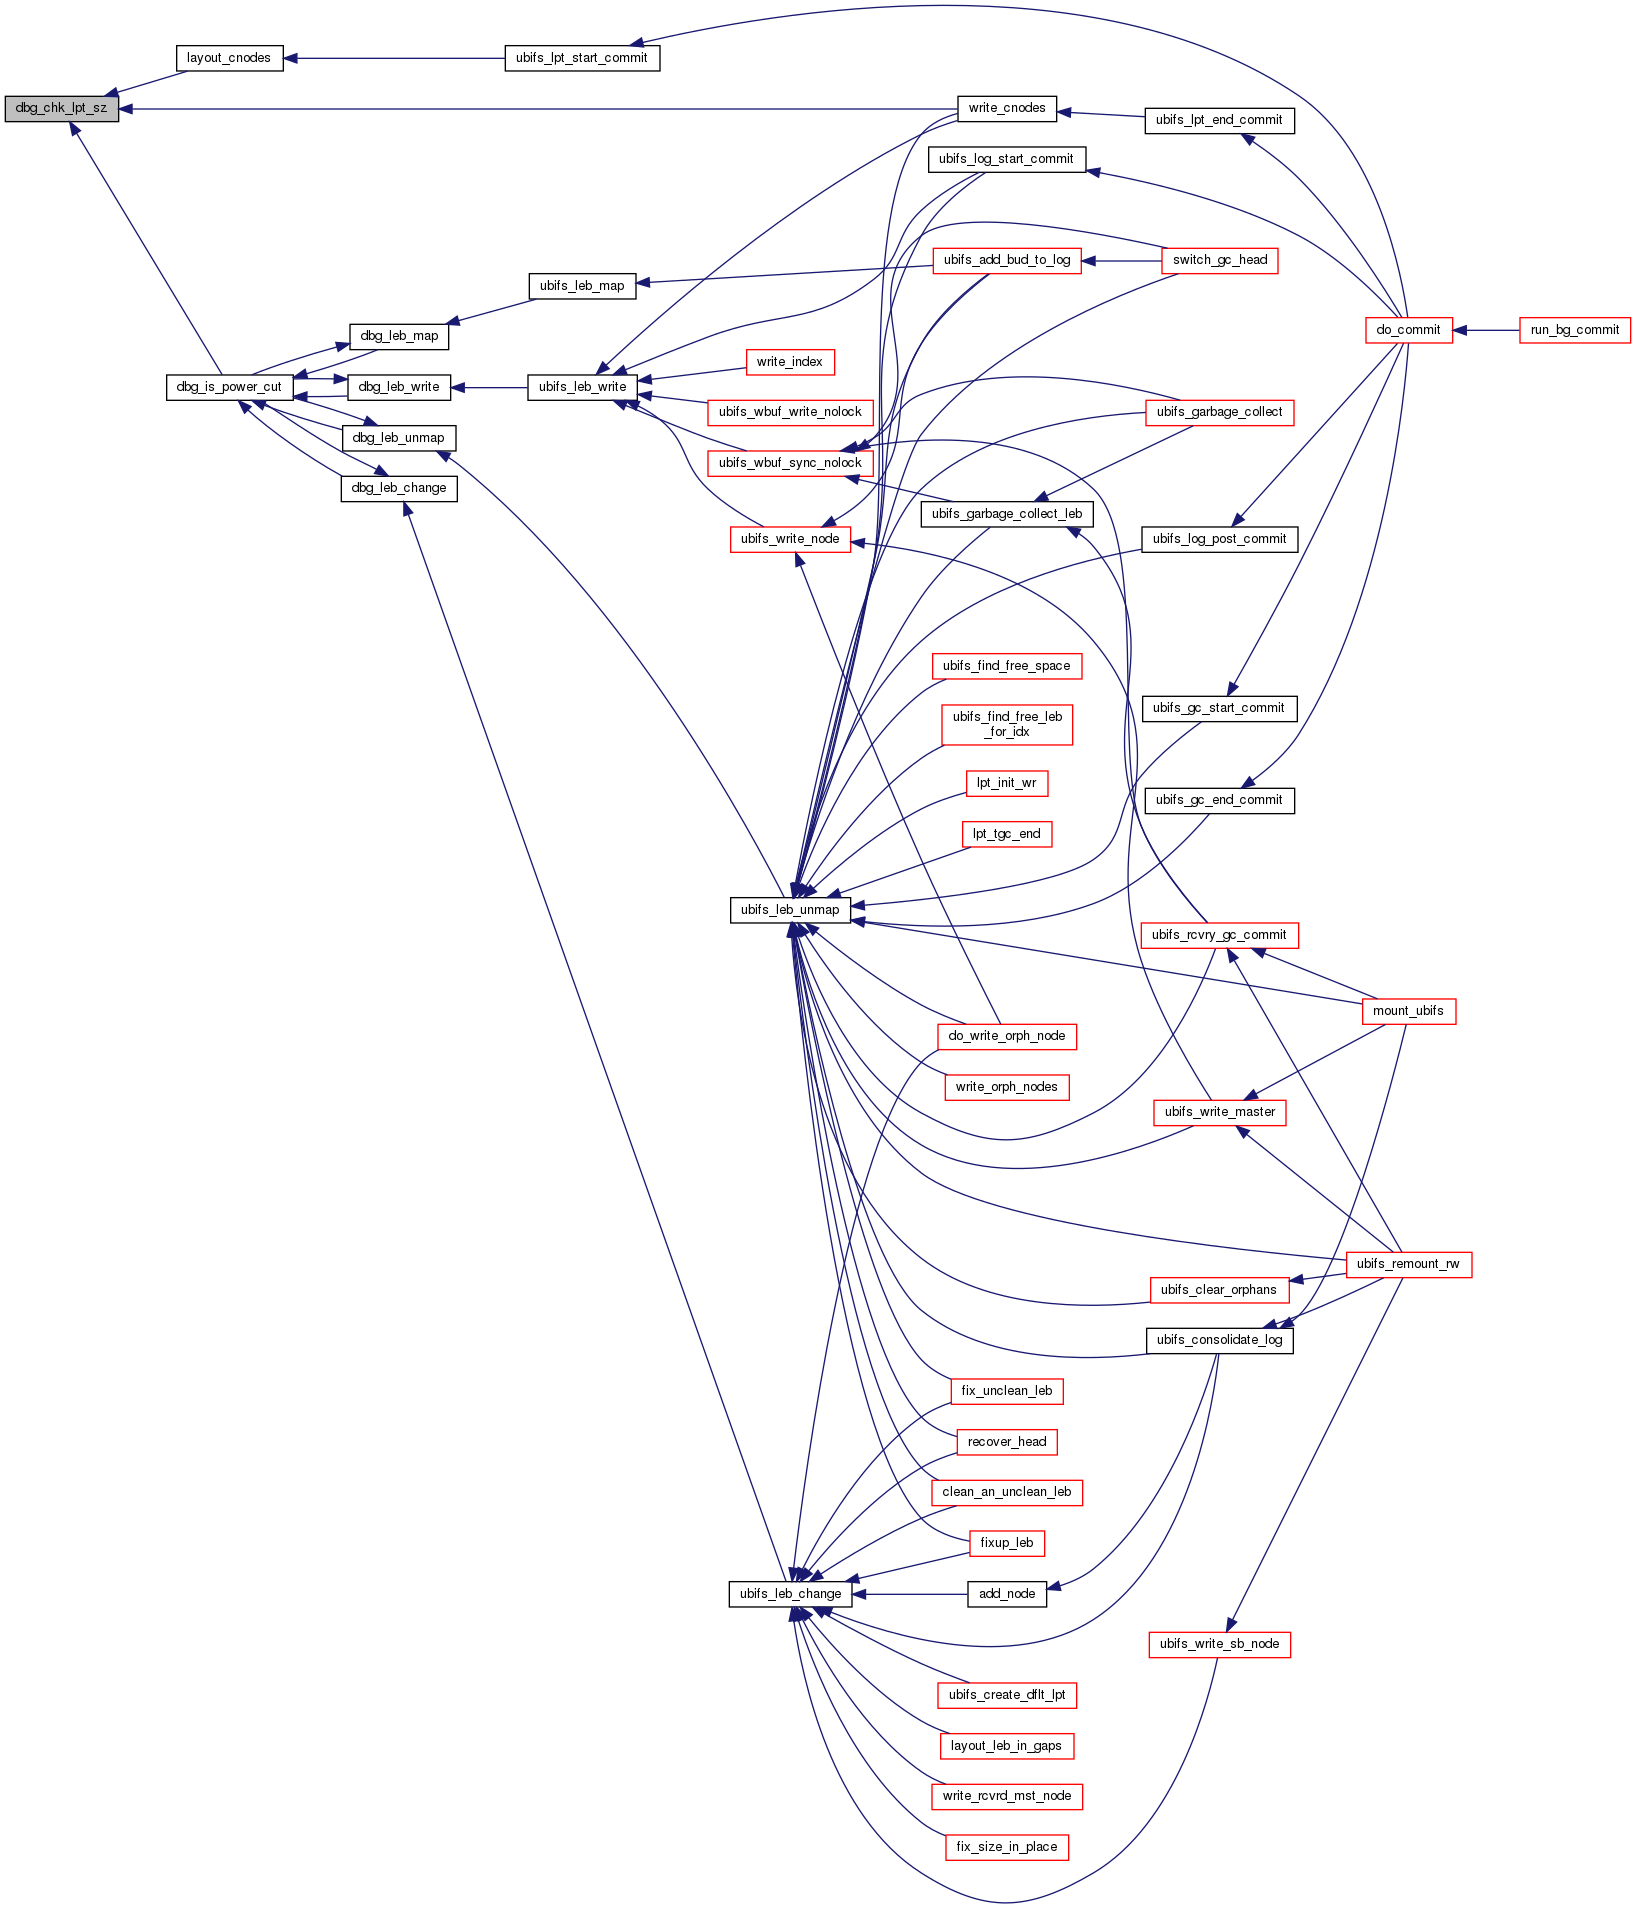 layout_cnodes
ubifs_lpt_start_commit
dbg_chk_lpt_sz
write_cnodes
ubifs_lpt_end_commit
ubifs_log_start_commit
ubifs_add_bud_to_log
switch_gc_head
ubifs_leb_map
dbg_leb_map
do_commit
run_bg_commit
write_index
dbg_is_power_cut
dbg_leb_write
ubifs_leb_write
ubifs_wbuf_write_nolock
ubifs_garbage_collect
dbg_leb_unmap
ubifs_wbuf_sync_nolock
dbg_leb_change
ubifs_garbage_collect_leb
ubifs_write_node
ubifs_log_post_commit
ubifs_find_free_space
ubifs_gc_start_commit
ubifs_find_free_leb
_for_idx
lpt_init_wr
ubifs_gc_end_commit
lpt_tgc_end
ubifs_leb_unmap
ubifs_rcvry_gc_commit
mount_ubifs
do_write_orph_node
write_orph_nodes
ubifs_write_master
ubifs_remount_rw
ubifs_clear_orphans
ubifs_consolidate_log
fix_unclean_leb
recover_head
clean_an_unclean_leb
fixup_leb
ubifs_leb_change
add_node
ubifs_write_sb_node
ubifs_create_dflt_lpt
layout_leb_in_gaps
write_rcvrd_mst_node
fix_size_in_place